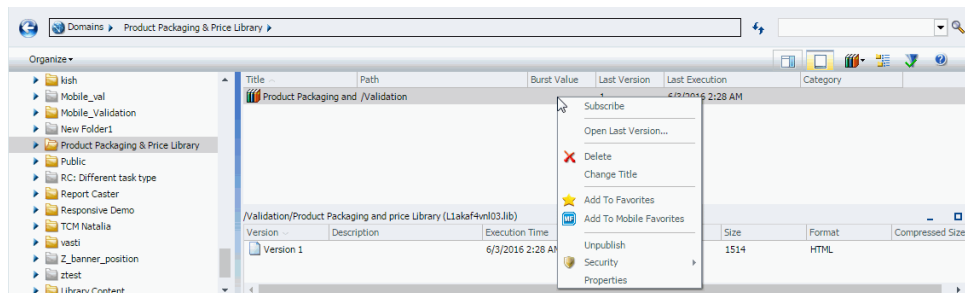 Domains Product Packaging & Price Library
Organize
kish
Mobile_val
Mobile_Validation
New Folder1
Product Packaging & Price Library
Public
RC: Different task type
Report Caster
Responsive Demo
TCM Natalia
vasti
Z_banner_position
ztest
Library Content
Title Path Burst Value Last Version Last Execution Category
Product Packaging and /Validation 1 6/3/2016 2:28 AM
Subscribe
Open Last Version...
Delete
Change Title
Add To Favorites
Add To Mobile Favorites
Unpublish
Security
Properties
/Validation/Product Packaging and price Library (L1akaf4vnl03.lib)
Version Description Execution Time Size Format Compressed Size
Version 1 6/3/2016 2:28 AM 1514 HTML